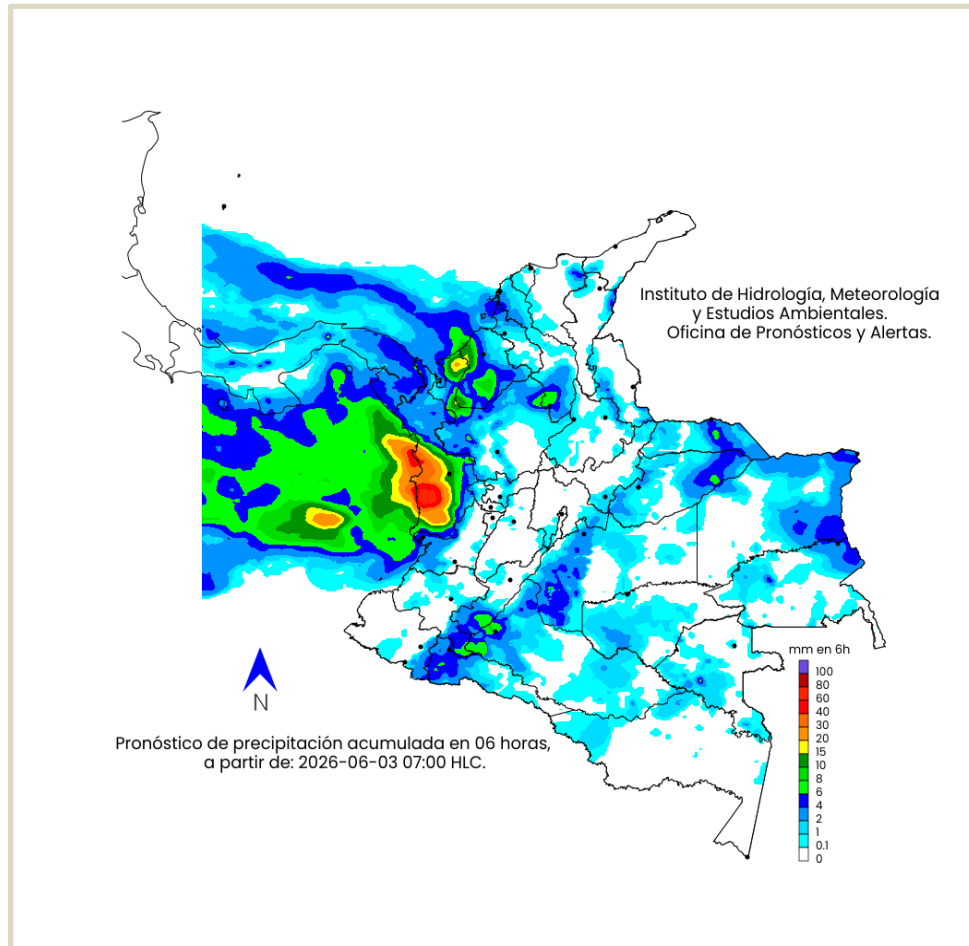 Instituto de Hidrología, Meteorología
y Estudios Ambientales.
Oficina de Pronósticos y Alertas.
mm en 6h
100
80
60
40
30
20
15
10
8
6
4
2
1
0.1
0
N
Pronóstico de precipitación acumulada en 06 horas,
a partir de: 2026-06-03 07:00 HLC.